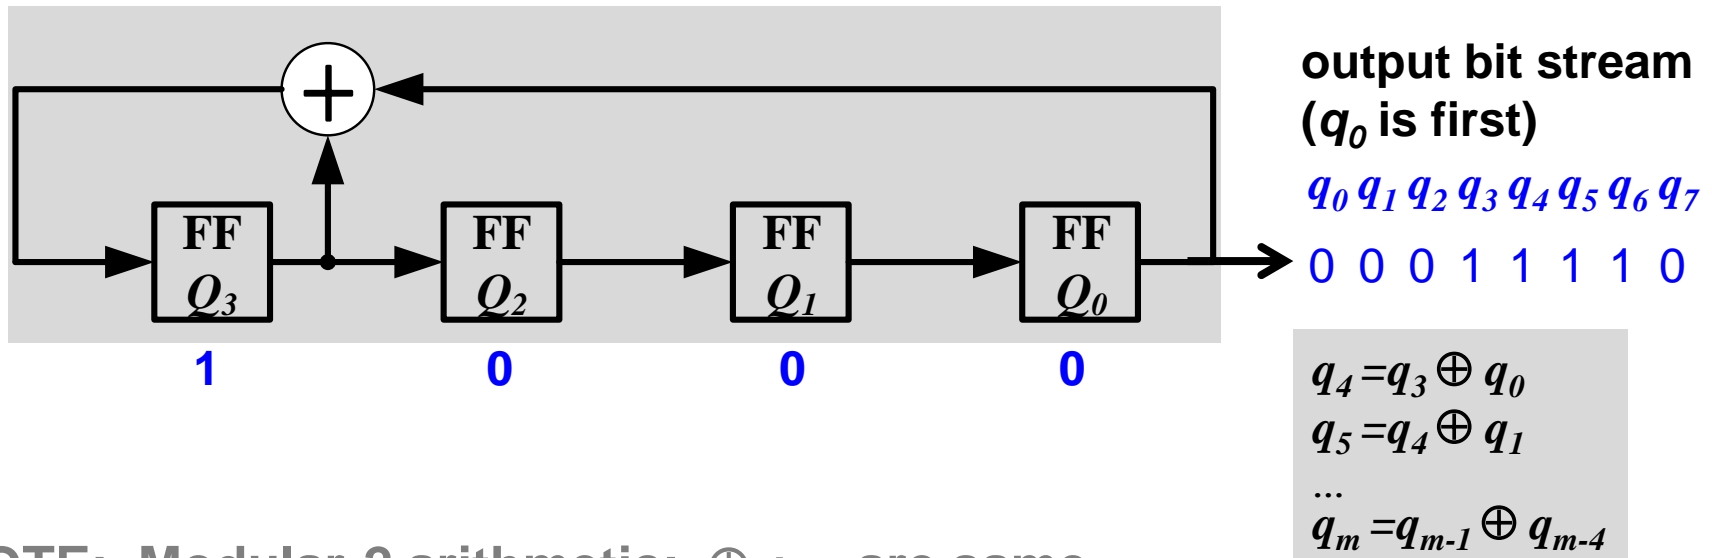 output bit stream
(q₀ is first)
q₀ q₁ q₂ q₃ q₄ q₅ q₆ q₇
0 0 0 1 1 1 1 0
+
FF FF FF FF
Q₃ Q₂ Q₁ Q₀
1 0 0 0
q₄=q₃ ⊕ q₀
q₅=q₄ ⊕ q₁
...
qₘ=qₘ₋₁ ⊕ qₘ₋₄